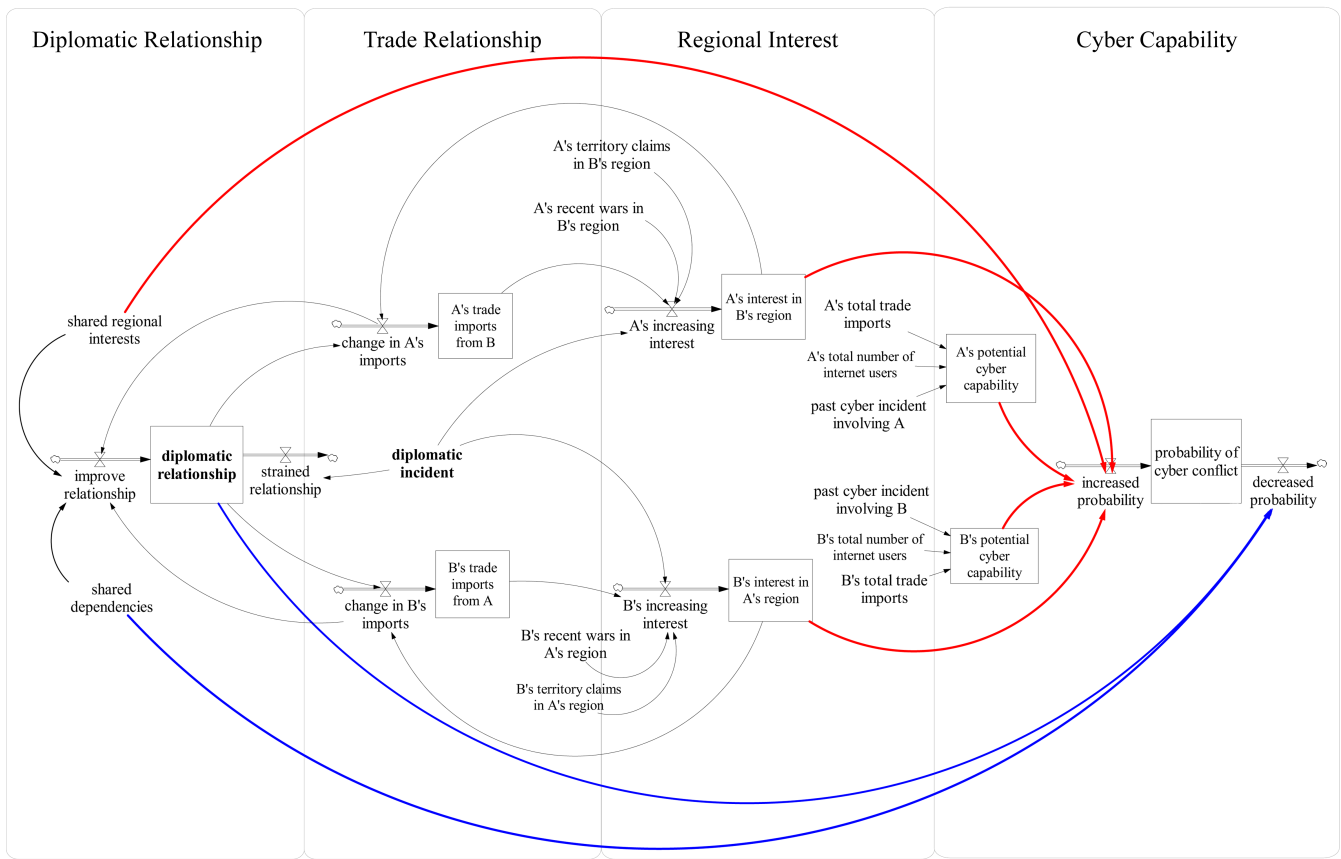 Diplomatic Relationship
Trade Relationship
Regional Interest
Cyber Capability
A's territory claims
in B's region
A's recent wars in
B's region
shared regional
interests
change in A's
imports
A's trade
imports
from B
A's increasing
interest
A's interest in
B's region
A's total trade
imports
A's total number of
internet users
past cyber incident
involving A
A's potential
cyber
capability
improve
relationship
diplomatic
relationship
strained
relationship
diplomatic
incident
increased
probability
probability of
cyber conflict
decreased
probability
past cyber incident
involving B
B's total number of
internet users
B's total trade
imports
B's potential
cyber
capability
shared
dependencies
change in B's
imports
B's trade
imports
from A
B's increasing
interest
B's interest in
A's region
B's recent wars in
A's region
B's territory claims
in A's region